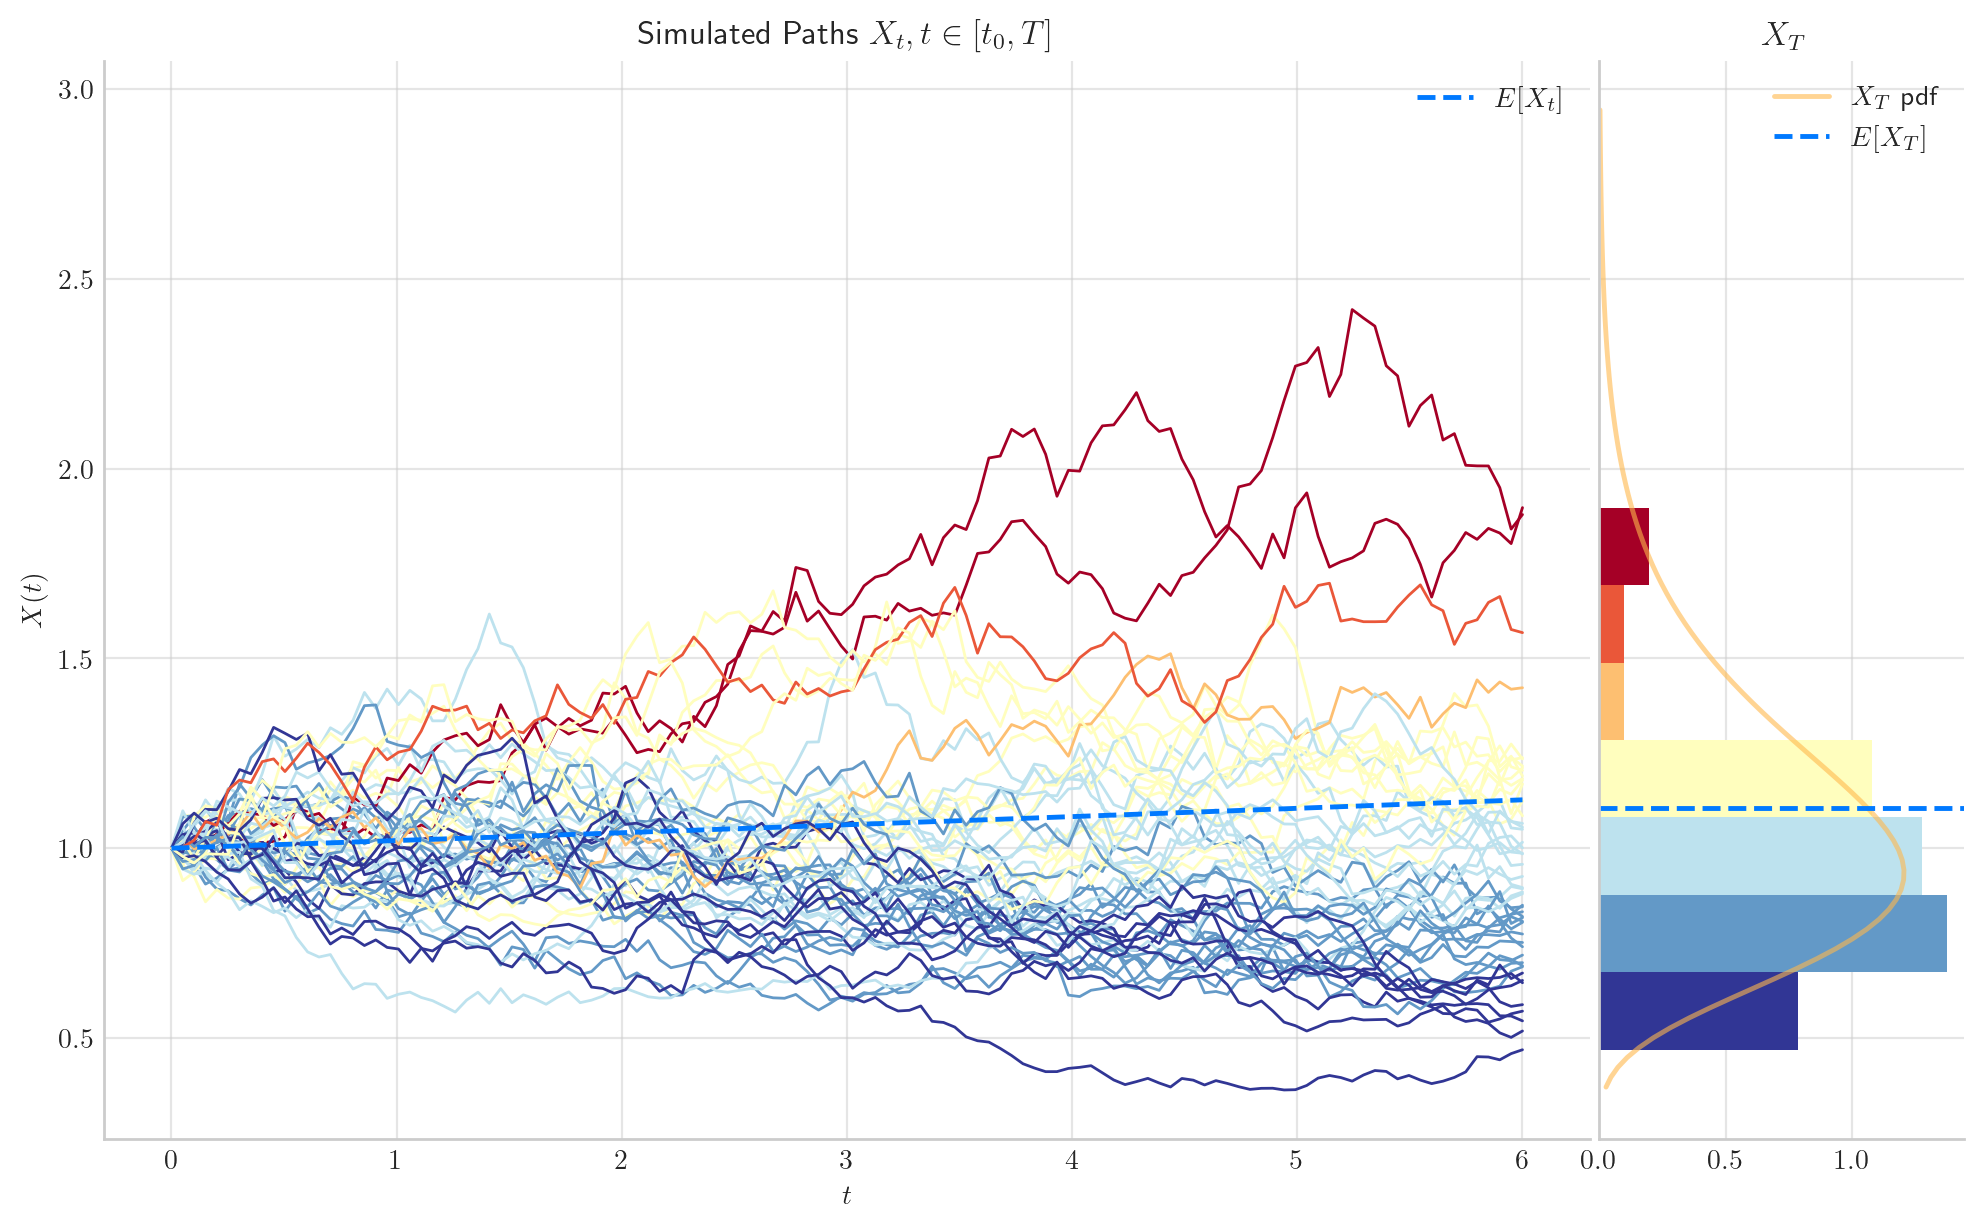 Simulated Paths $X_t, t \in [t_0, T]$
$X_T$
$E[X_t]$
$X_T$ pdf
$E[X_T]$
$X(t)$
3.0
2.5
2.0
1.5
1.0
0.5
0 1 2 3 4 5 6
$t$
0.0 0.5 1.0